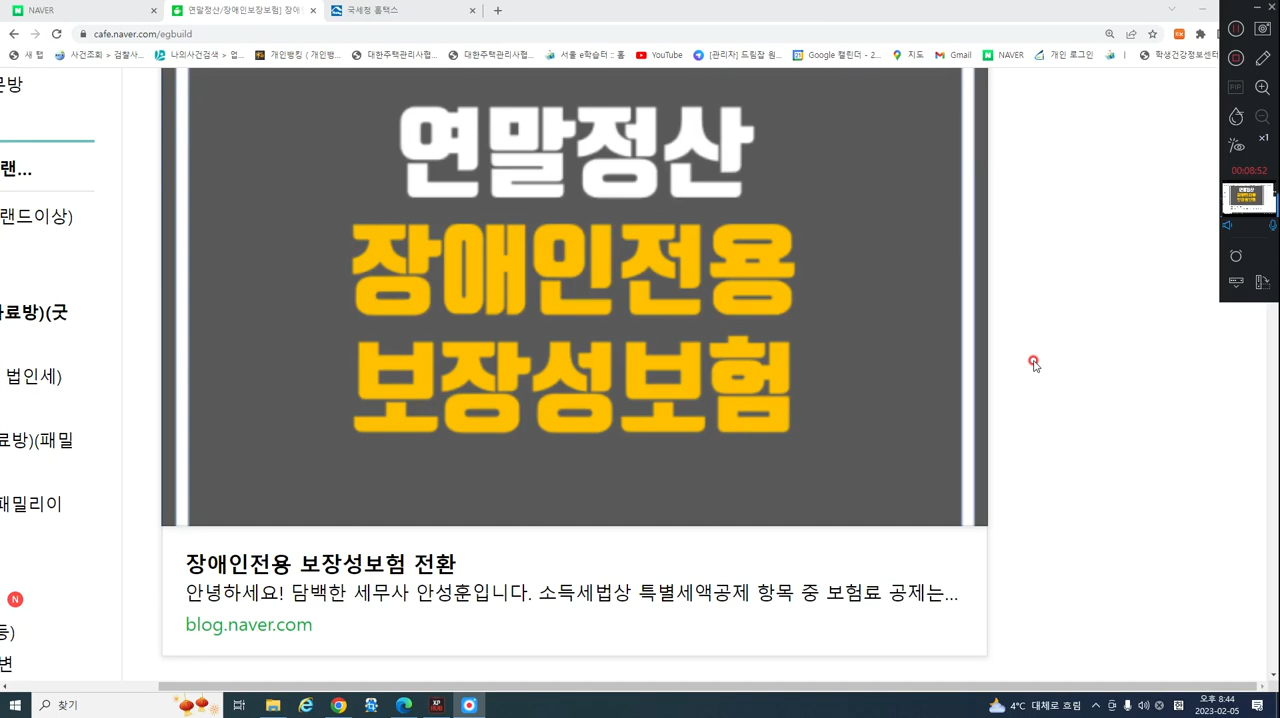 NAVER
연말정산/장애인보장보험] 장애인
국세청 홈택스
cafe.naver.com/egbuild
새 탭
사건조회 > 검찰사...
나의사건검색 > 업...
개인뱅킹 ( 개인뱅...
대한주택관리사협...
대한주택관리사협...
서울 e학습터 :: 홈
YouTube
[관리자] 드림잡 원...
Google 캘린더 - 2...
지도
Gmail
NAVER
개인 로그인
학생건강정보센터
PIP
x1
00:08:52
문방
랜...
랜드이상)
료방)(굿
법인세)
료방)(패밀
패밀리이
N
등)
변
연말정산
장애인전용
보장성보험
장애인전용 보장성보험 전환
안녕하세요! 담백한 세무사 안성훈입니다. 소득세법상 특별세액공제 항목 중 보험료 공제는...
blog.naver.com
찾기
4°C 대체로 흐림
오후 8:44
2023-02-05